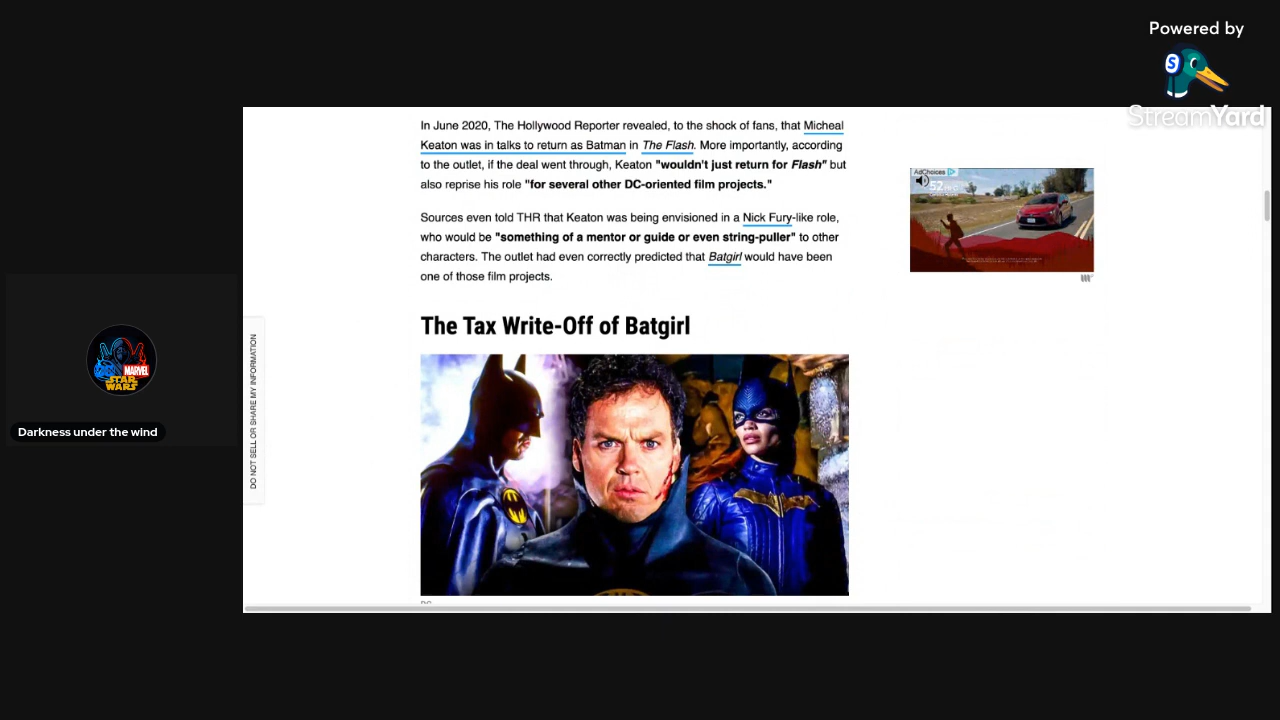 Powered by
S
StreamYard
In June 2020, The Hollywood Reporter revealed, to the shock of fans, that Micheal
Keaton was in talks to return as Batman in The Flash. More importantly, according
to the outlet, if the deal went through, Keaton "wouldn't just return for Flash" but
also reprise his role "for several other DC-oriented film projects."
Sources even told THR that Keaton was being envisioned in a Nick Fury-like role,
who would be "something of a mentor or guide or even string-puller" to other
characters. The outlet had even correctly predicted that Batgirl would have been
one of those film projects.
The Tax Write-Off of Batgirl
AdChoices
52
DO NOT SELL OR SHARE MY INFORMATION
MARVEL
STAR
WARS
Darkness under the wind